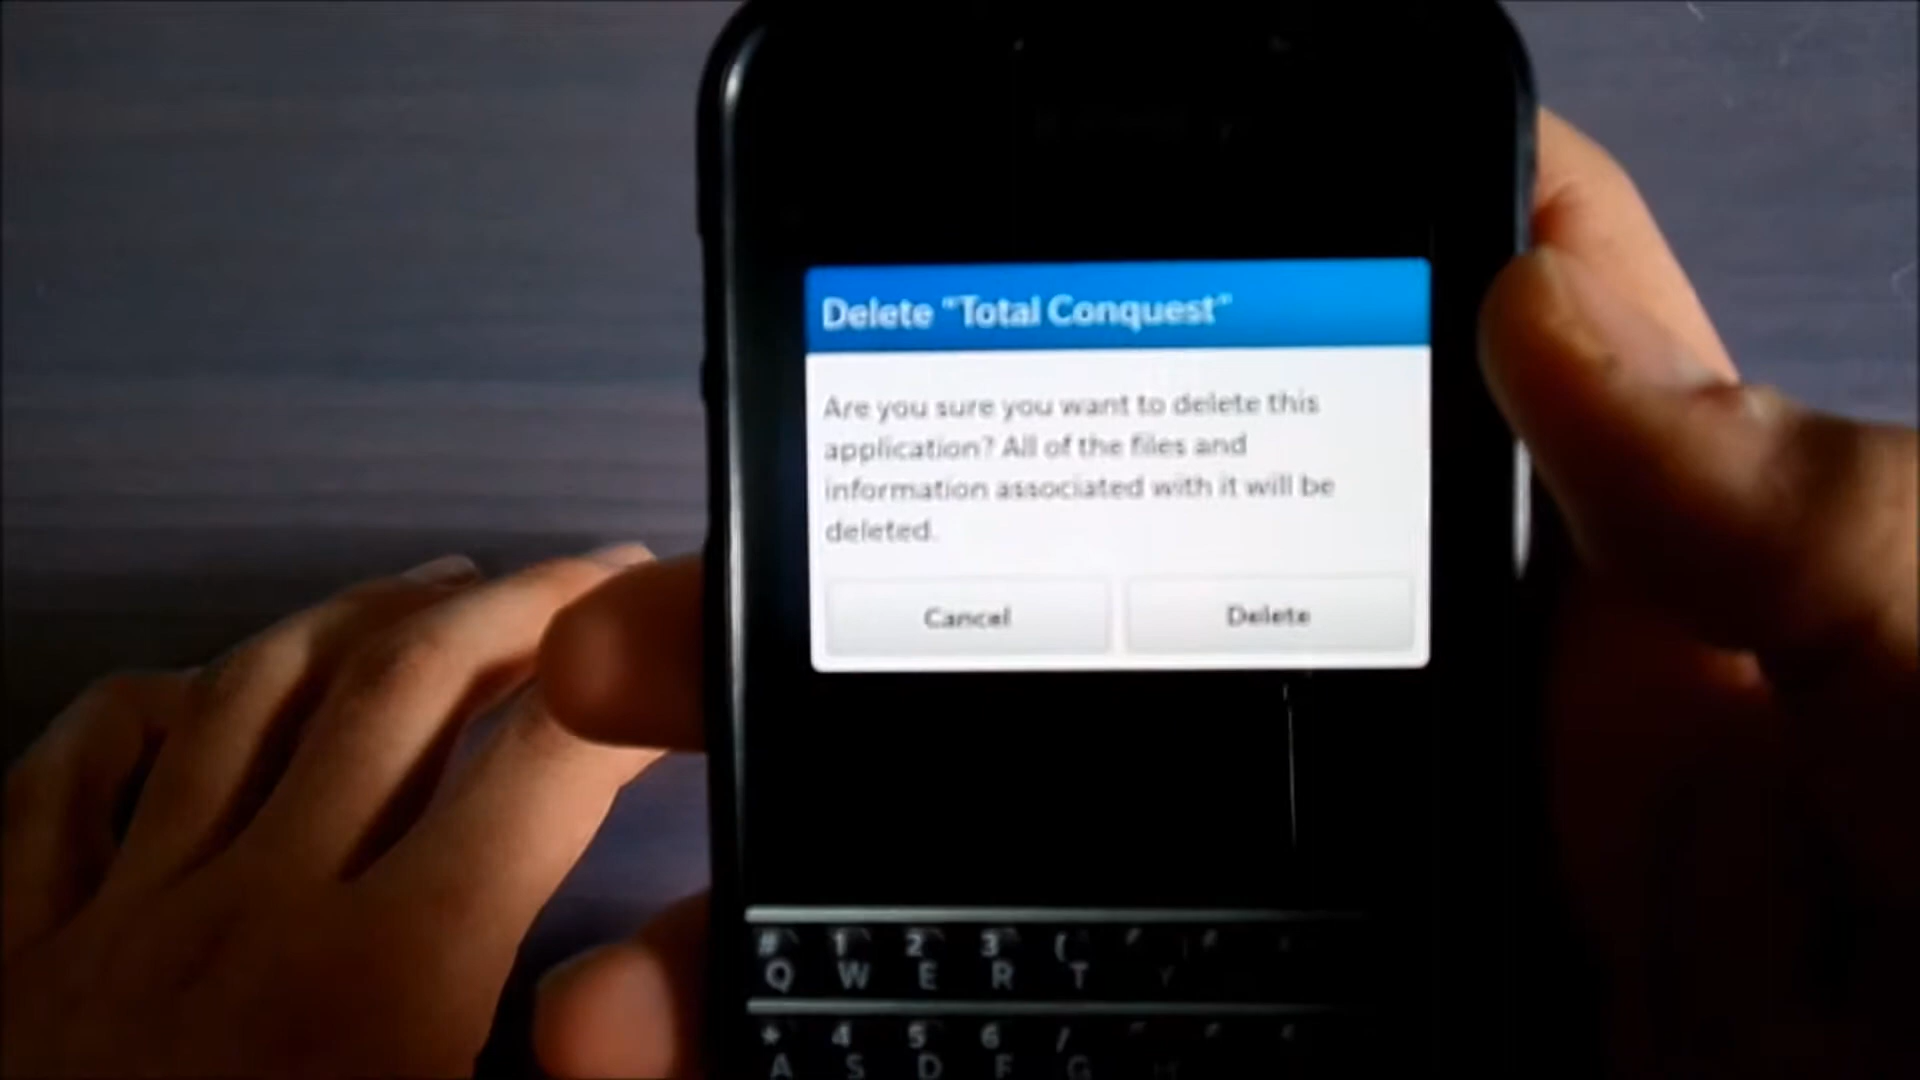 Delete "Total Conquest"
Are you sure you want to delete this
application? All of the files and
information associated with it will be
deleted.
Cancel Delete
# 1 2 3 (
Q W E R T Y
* 4 5 6 /
A S D F G